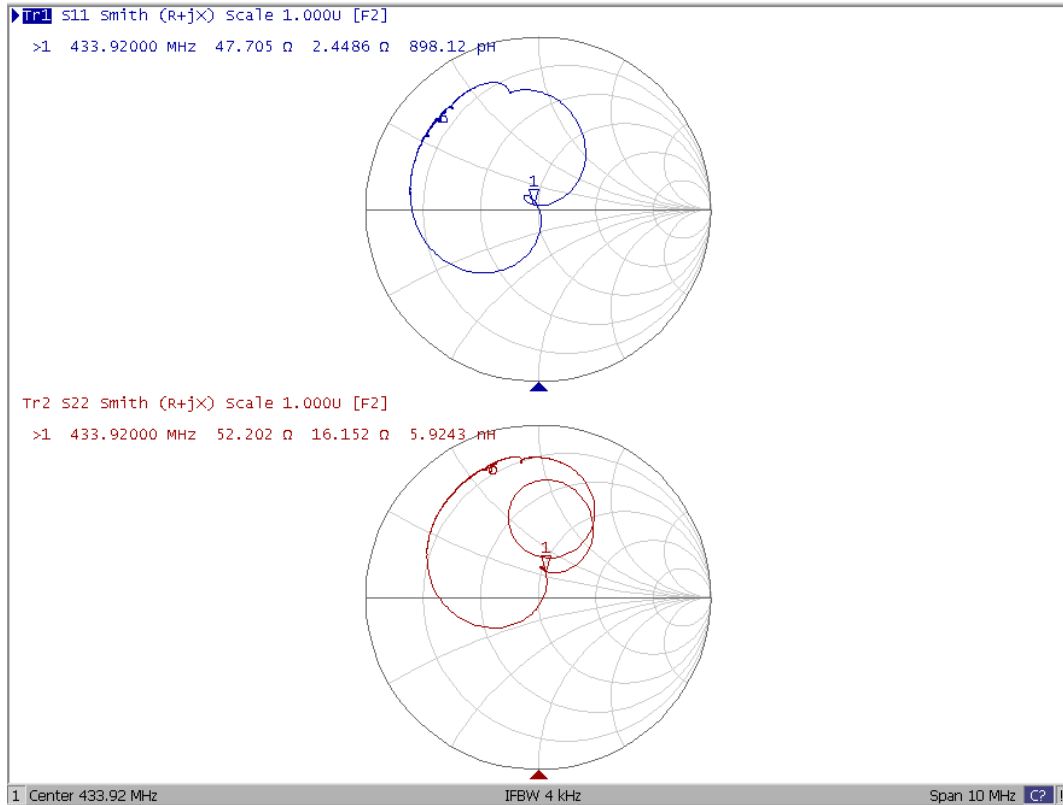 Tr1 S11 Smith (R+jX) Scale 1.000U [F2]
>1 433.92000 MHz 47.705 Ω 2.4486 Ω 898.12 pH
1
Tr2 S22 Smith (R+jX) Scale 1.000U [F2]
>1 433.92000 MHz 52.202 Ω 16.152 Ω 5.9243 nH
1
1 Center 433.92 MHz IFBW 4 kHz Span 10 MHz C?